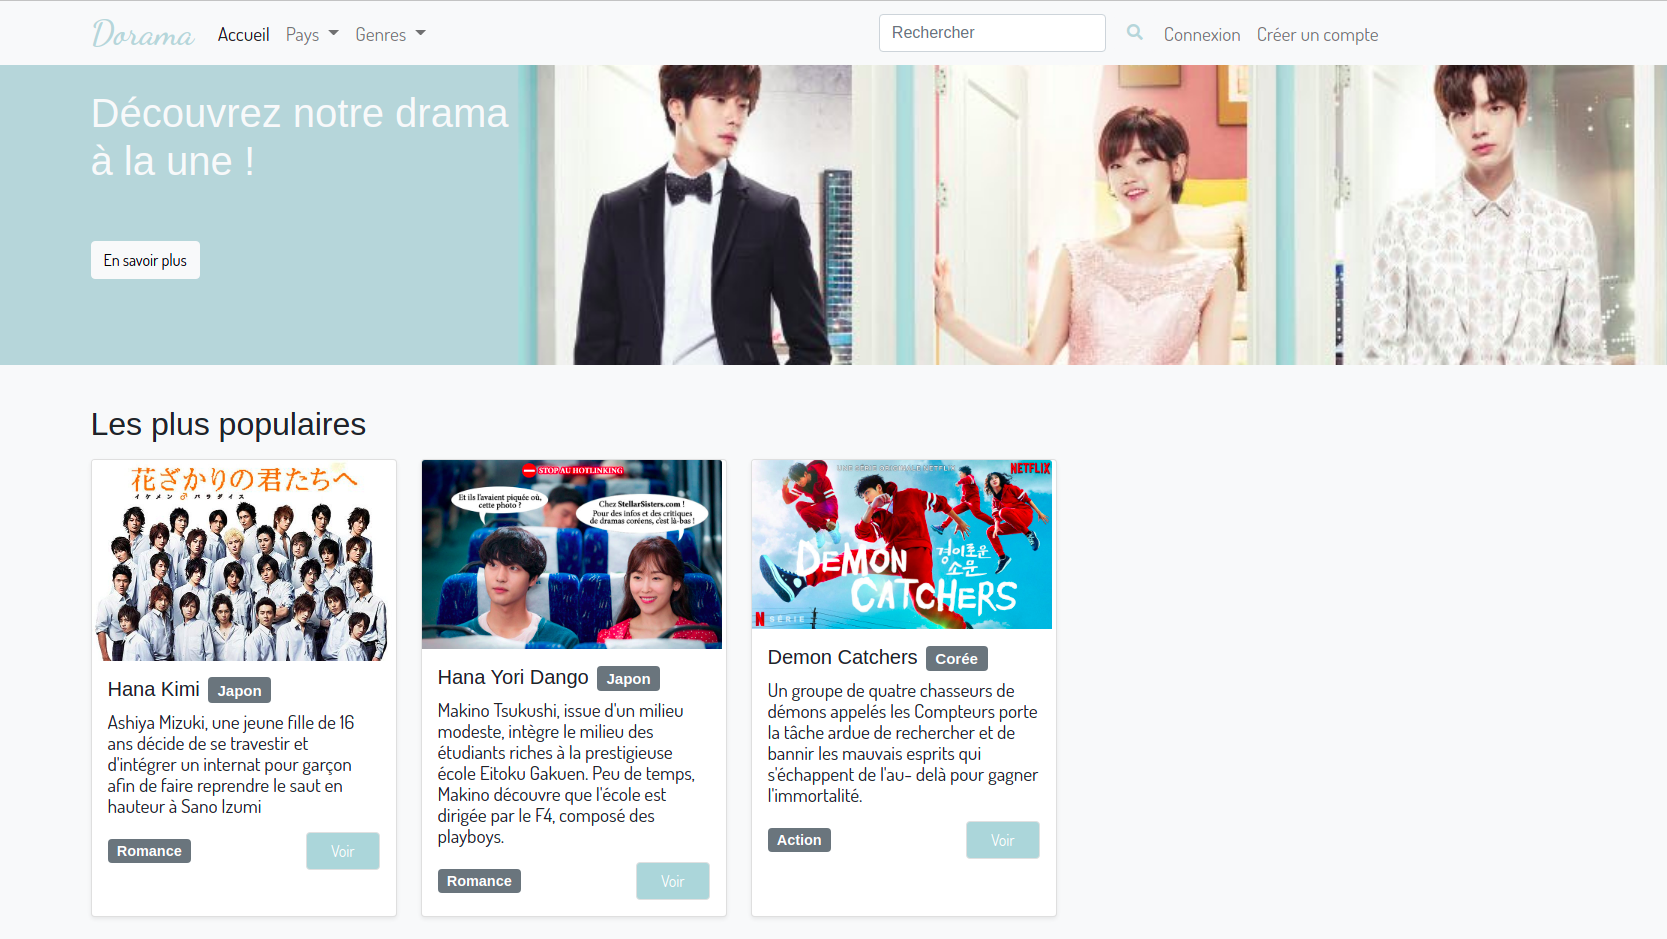 Dorama Accueil Pays Genres Rechercher Connexion Créer un compte
Découvrez notre drama
à la une !
En savoir plus
Les plus populaires
花ざかりの君たちへ
イケメン♂パラダイス
Hana Kimi Japon
Ashiya Mizuki, une jeune fille de 16
ans décide de se travestir et
d'intégrer un internat pour garçon
afin de faire reprendre le saut en
hauteur à Sano Izumi
Romance Voir
STOP AU HOTLINKING
Et ils l'avaient piquée où,
cette photo ?
Chez StellarSisters.com !
Pour des infos et des critiques
de dramas coréens, c'est là-bas !
Hana Yori Dango Japon
Makino Tsukushi, issue d'un milieu
modeste, intègre le milieu des
étudiants riches à la prestigieuse
école Eitoku Gakuen. Peu de temps,
Makino découvre que l'école est
dirigée par le F4, composé des
playboys.
Romance Voir
UNE SÉRIE ORIGINALE NETFLIX
NETFLIX
DEMON
CATCHERS
경이로운
소문
N SÉRIE
Demon Catchers Corée
Un groupe de quatre chasseurs de
démons appelés les Compteurs porte
la tâche ardue de rechercher et de
bannir les mauvais esprits qui
s'échappent de l'au- delà pour gagner
l'immortalité.
Action Voir